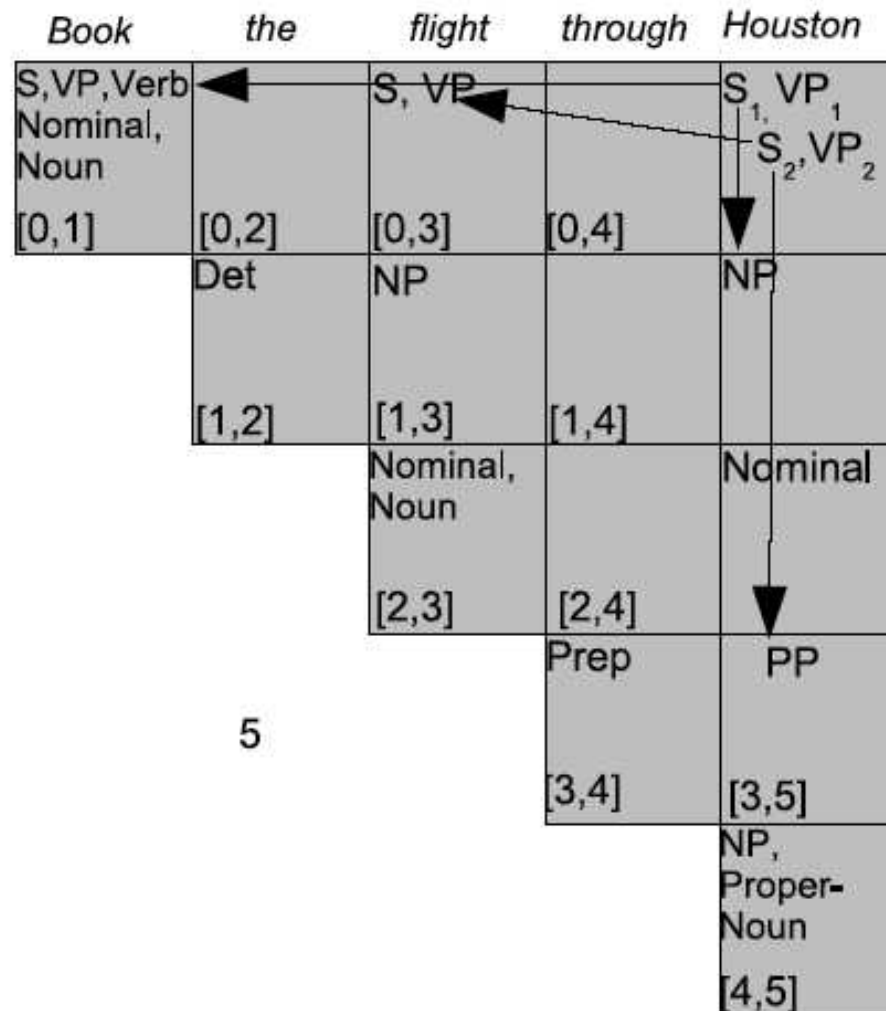 Book the flight through Houston
S,VP,Verb S, VP S₁, VP₁
Nominal, S₂,VP₂
Noun
[0,1] [0,2] [0,3] [0,4]
Det NP NP
[1,2] [1,3] [1,4]
Nominal, Nominal
Noun
[2,3] [2,4]
Prep PP
5
[3,4] [3,5]
NP,
Proper-
Noun
[4,5]